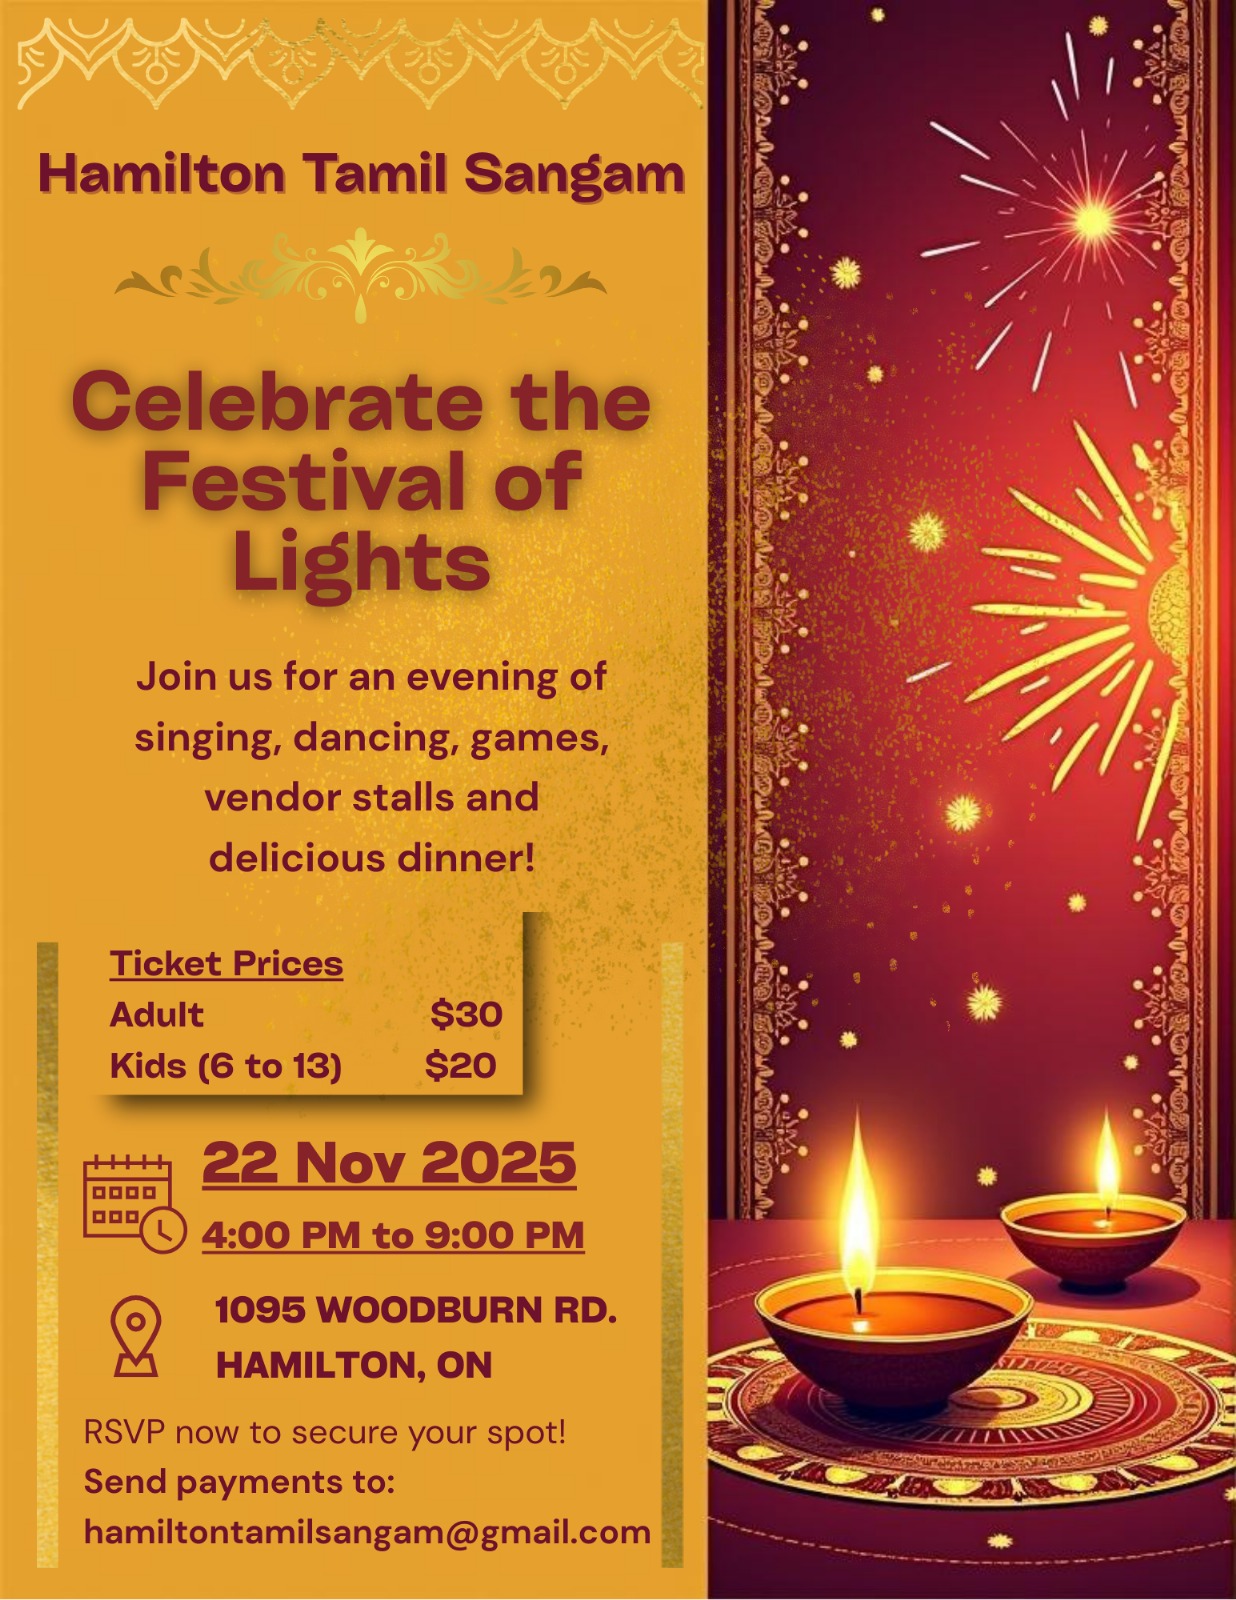 Hamilton Tamil Sangam
Celebrate the
Festival of
Lights
Join us for an evening of
singing, dancing, games,
vendor stalls and
delicious dinner!
Ticket Prices
Adult $30
Kids (6 to 13) $20
22 Nov 2025
4:00 PM to 9:00 PM
1095 WOODBURN RD.
HAMILTON, ON
RSVP now to secure your spot!
Send payments to:
hamiltontamilsangam@gmail.com